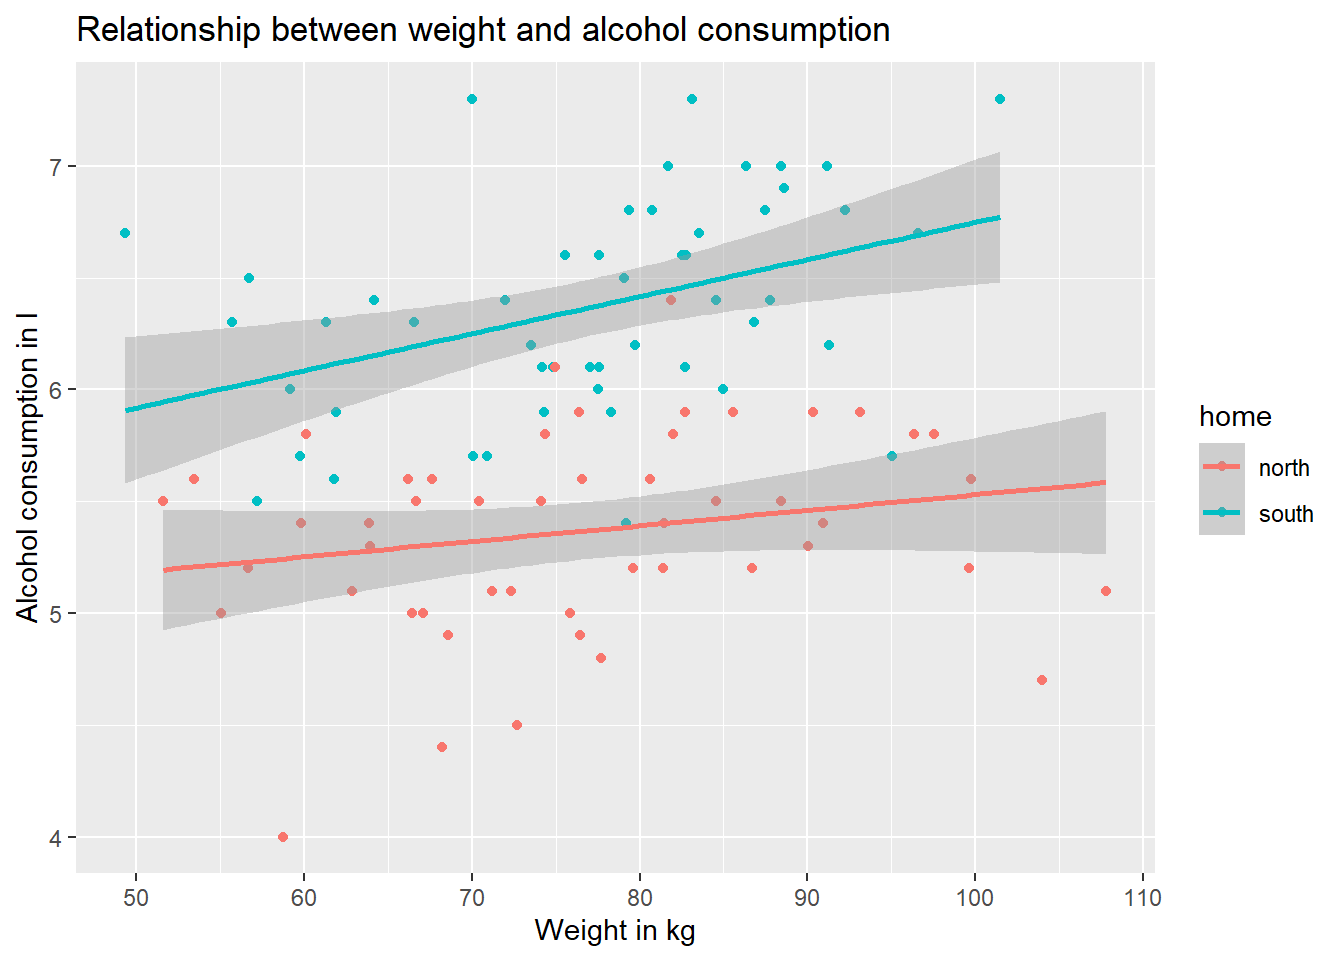 Relationship between weight and alcohol consumption
Alcohol consumption in l
7
6
5
4
50 60 70 80 90 100 110
Weight in kg
home
north
south